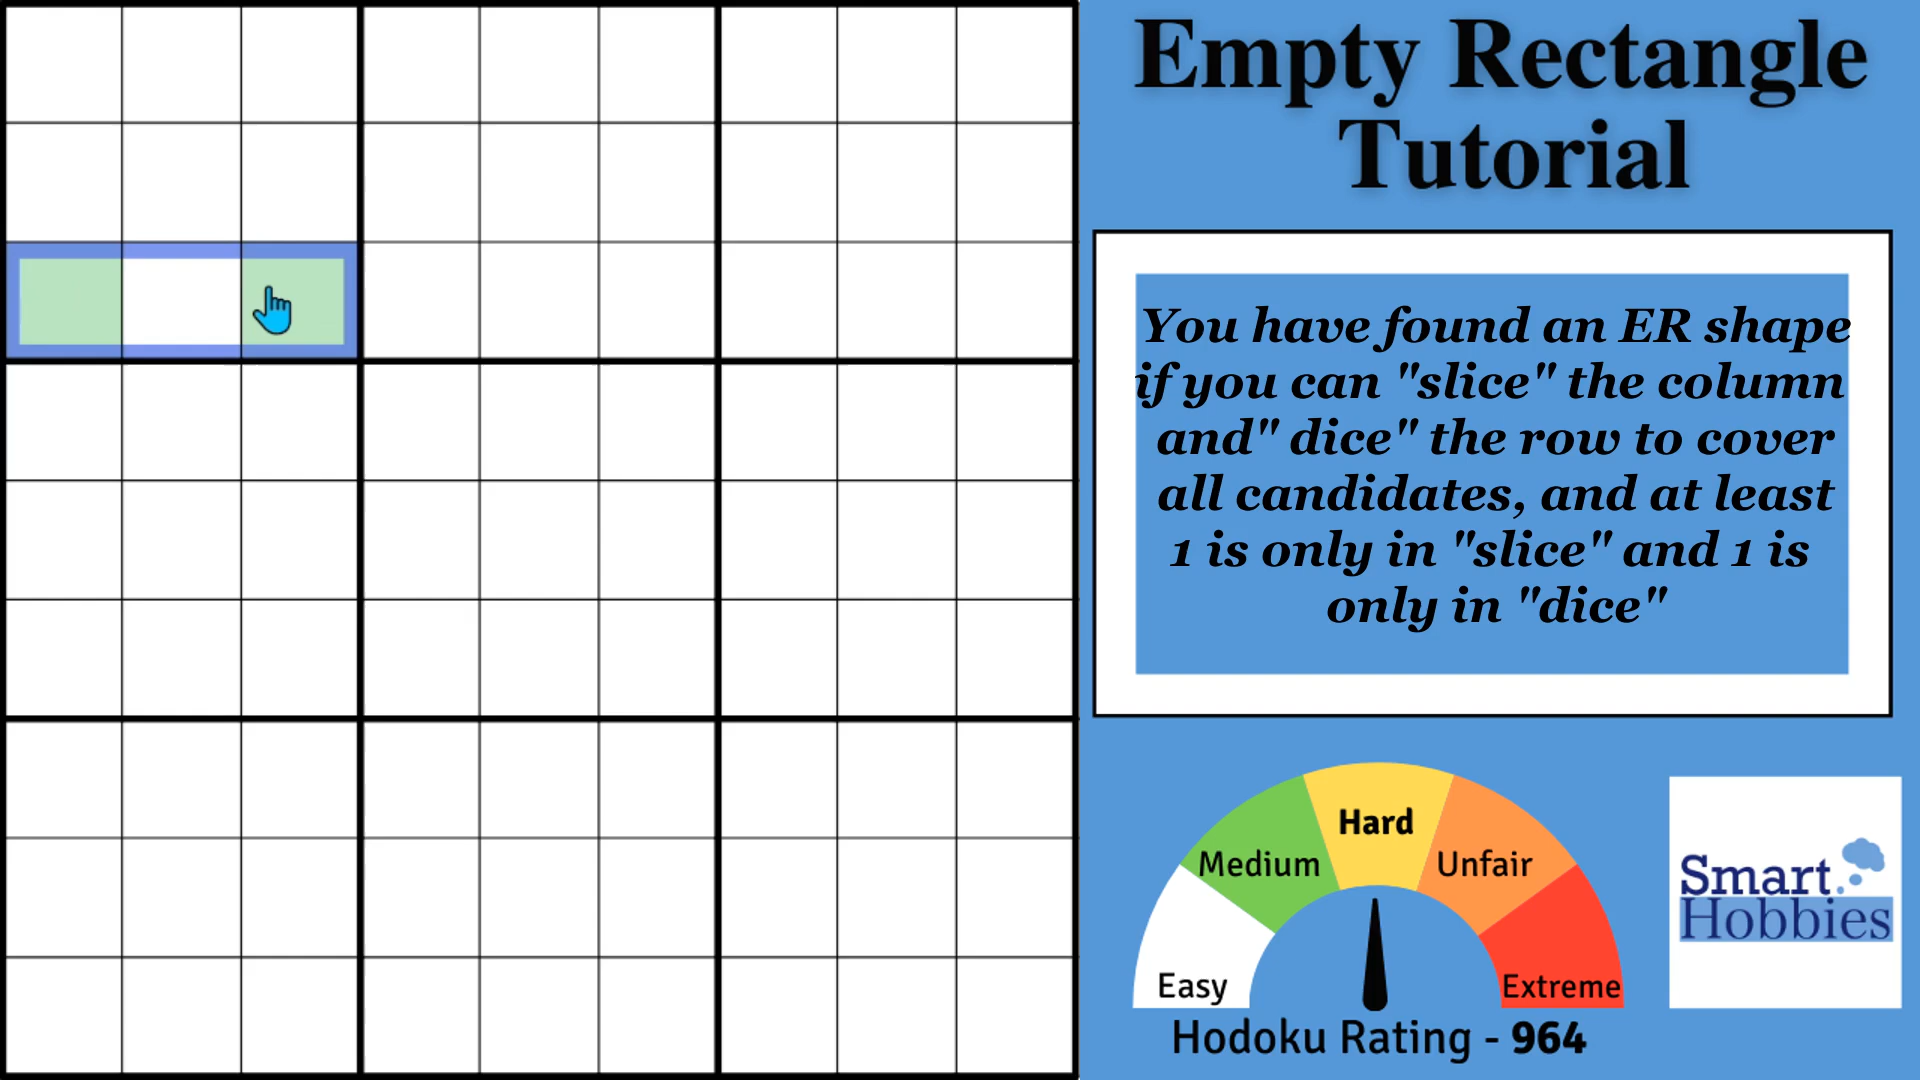 Empty Rectangle
Tutorial
You have found an ER shape
if you can "slice" the column
and" dice" the row to cover
all candidates, and at least
1 is only in "slice" and 1 is
only in "dice"
Hard
Medium
Unfair
Easy
Extreme
Hodoku Rating - 964
Smart
Hobbies